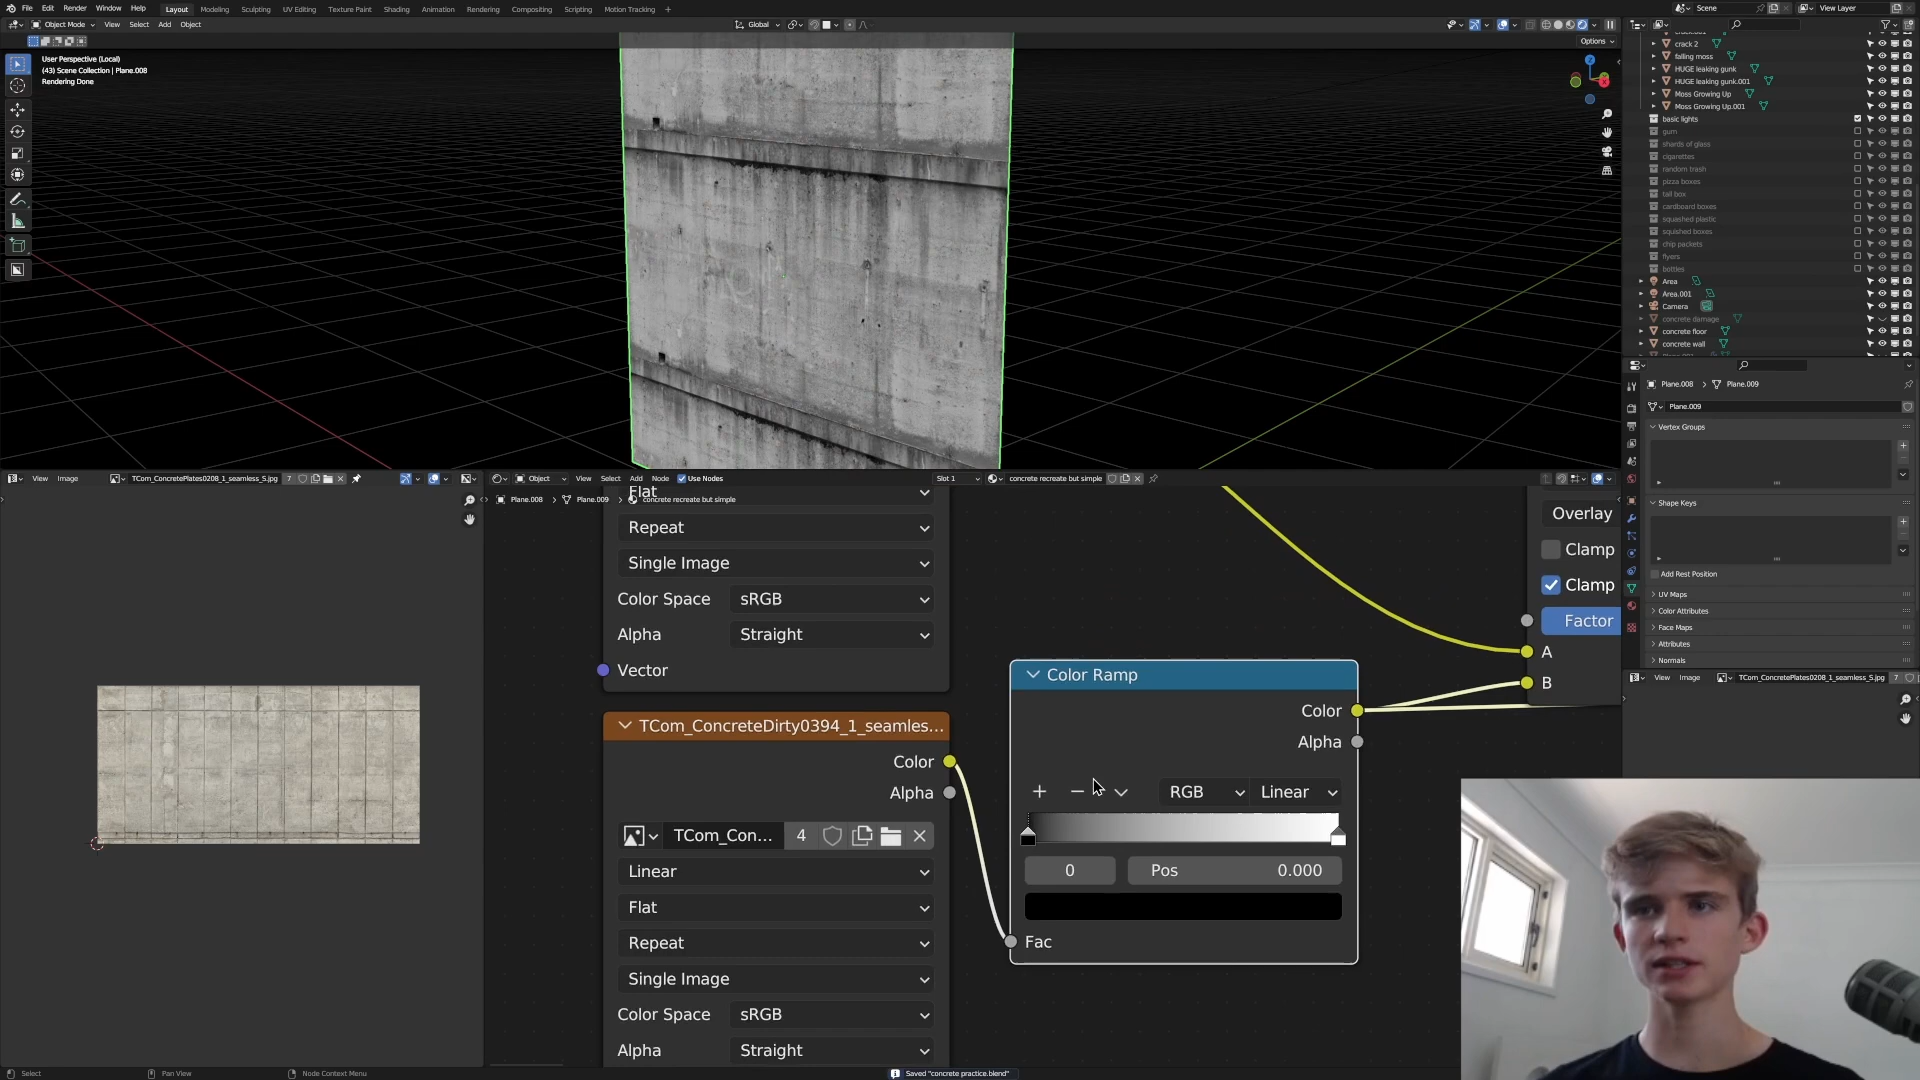 File Edit Render Window Help Layout Modeling Sculpting UV Editing Texture Paint Shading Animation Rendering Compositing Scripting Motion Tracking +
Scene View Layer
Object Mode View Select Add Object Global
Options
User Perspective (Local)
(43) Scene Collection | Plane.008
Rendering Done
crack 2
falling moss
HUGE leaking gunk
HUGE leaking gunk.001
Moss Growing Up
Moss Growing Up.001
basic lights
gum
shards of glass
cigarettes
random trash
pizza boxes
tall box
cardboard boxes
squashed plastic
squished boxes
chip packets
flyers
bottles
Area
Area.001
Camera
concrete damage
concrete floor
concrete wall
Plane.008 > Plane.009
Plane.009
Vertex Groups
Shape Keys
Add Rest Position
UV Maps
Color Attributes
Face Maps
Attributes
Normals
View Image TCom_ConcretePlates0208_1_seamless_S.jpg 7
View Image TCom_ConcretePlates0208_1_seamless_S.jpg 7
Object View Select Add Node Use Nodes Slot 1 concrete recreate but simple
Plane.008 > Plane.009 > concrete recreate but simple
Flat
Repeat
Single Image
Color Space sRGB
Alpha Straight
Vector
TCom_ConcreteDirty0394_1_seamles...
Color
Alpha
TCom_Con... 4
Linear
Flat
Repeat
Single Image
Color Space sRGB
Alpha Straight
Color Ramp
Color
Alpha
+ − RGB Linear
0 Pos 0.000
Fac
Overlay
Clamp
Clamp
Factor
A
B
Select Pan View Node Context Menu Saved "concrete practice.blend"